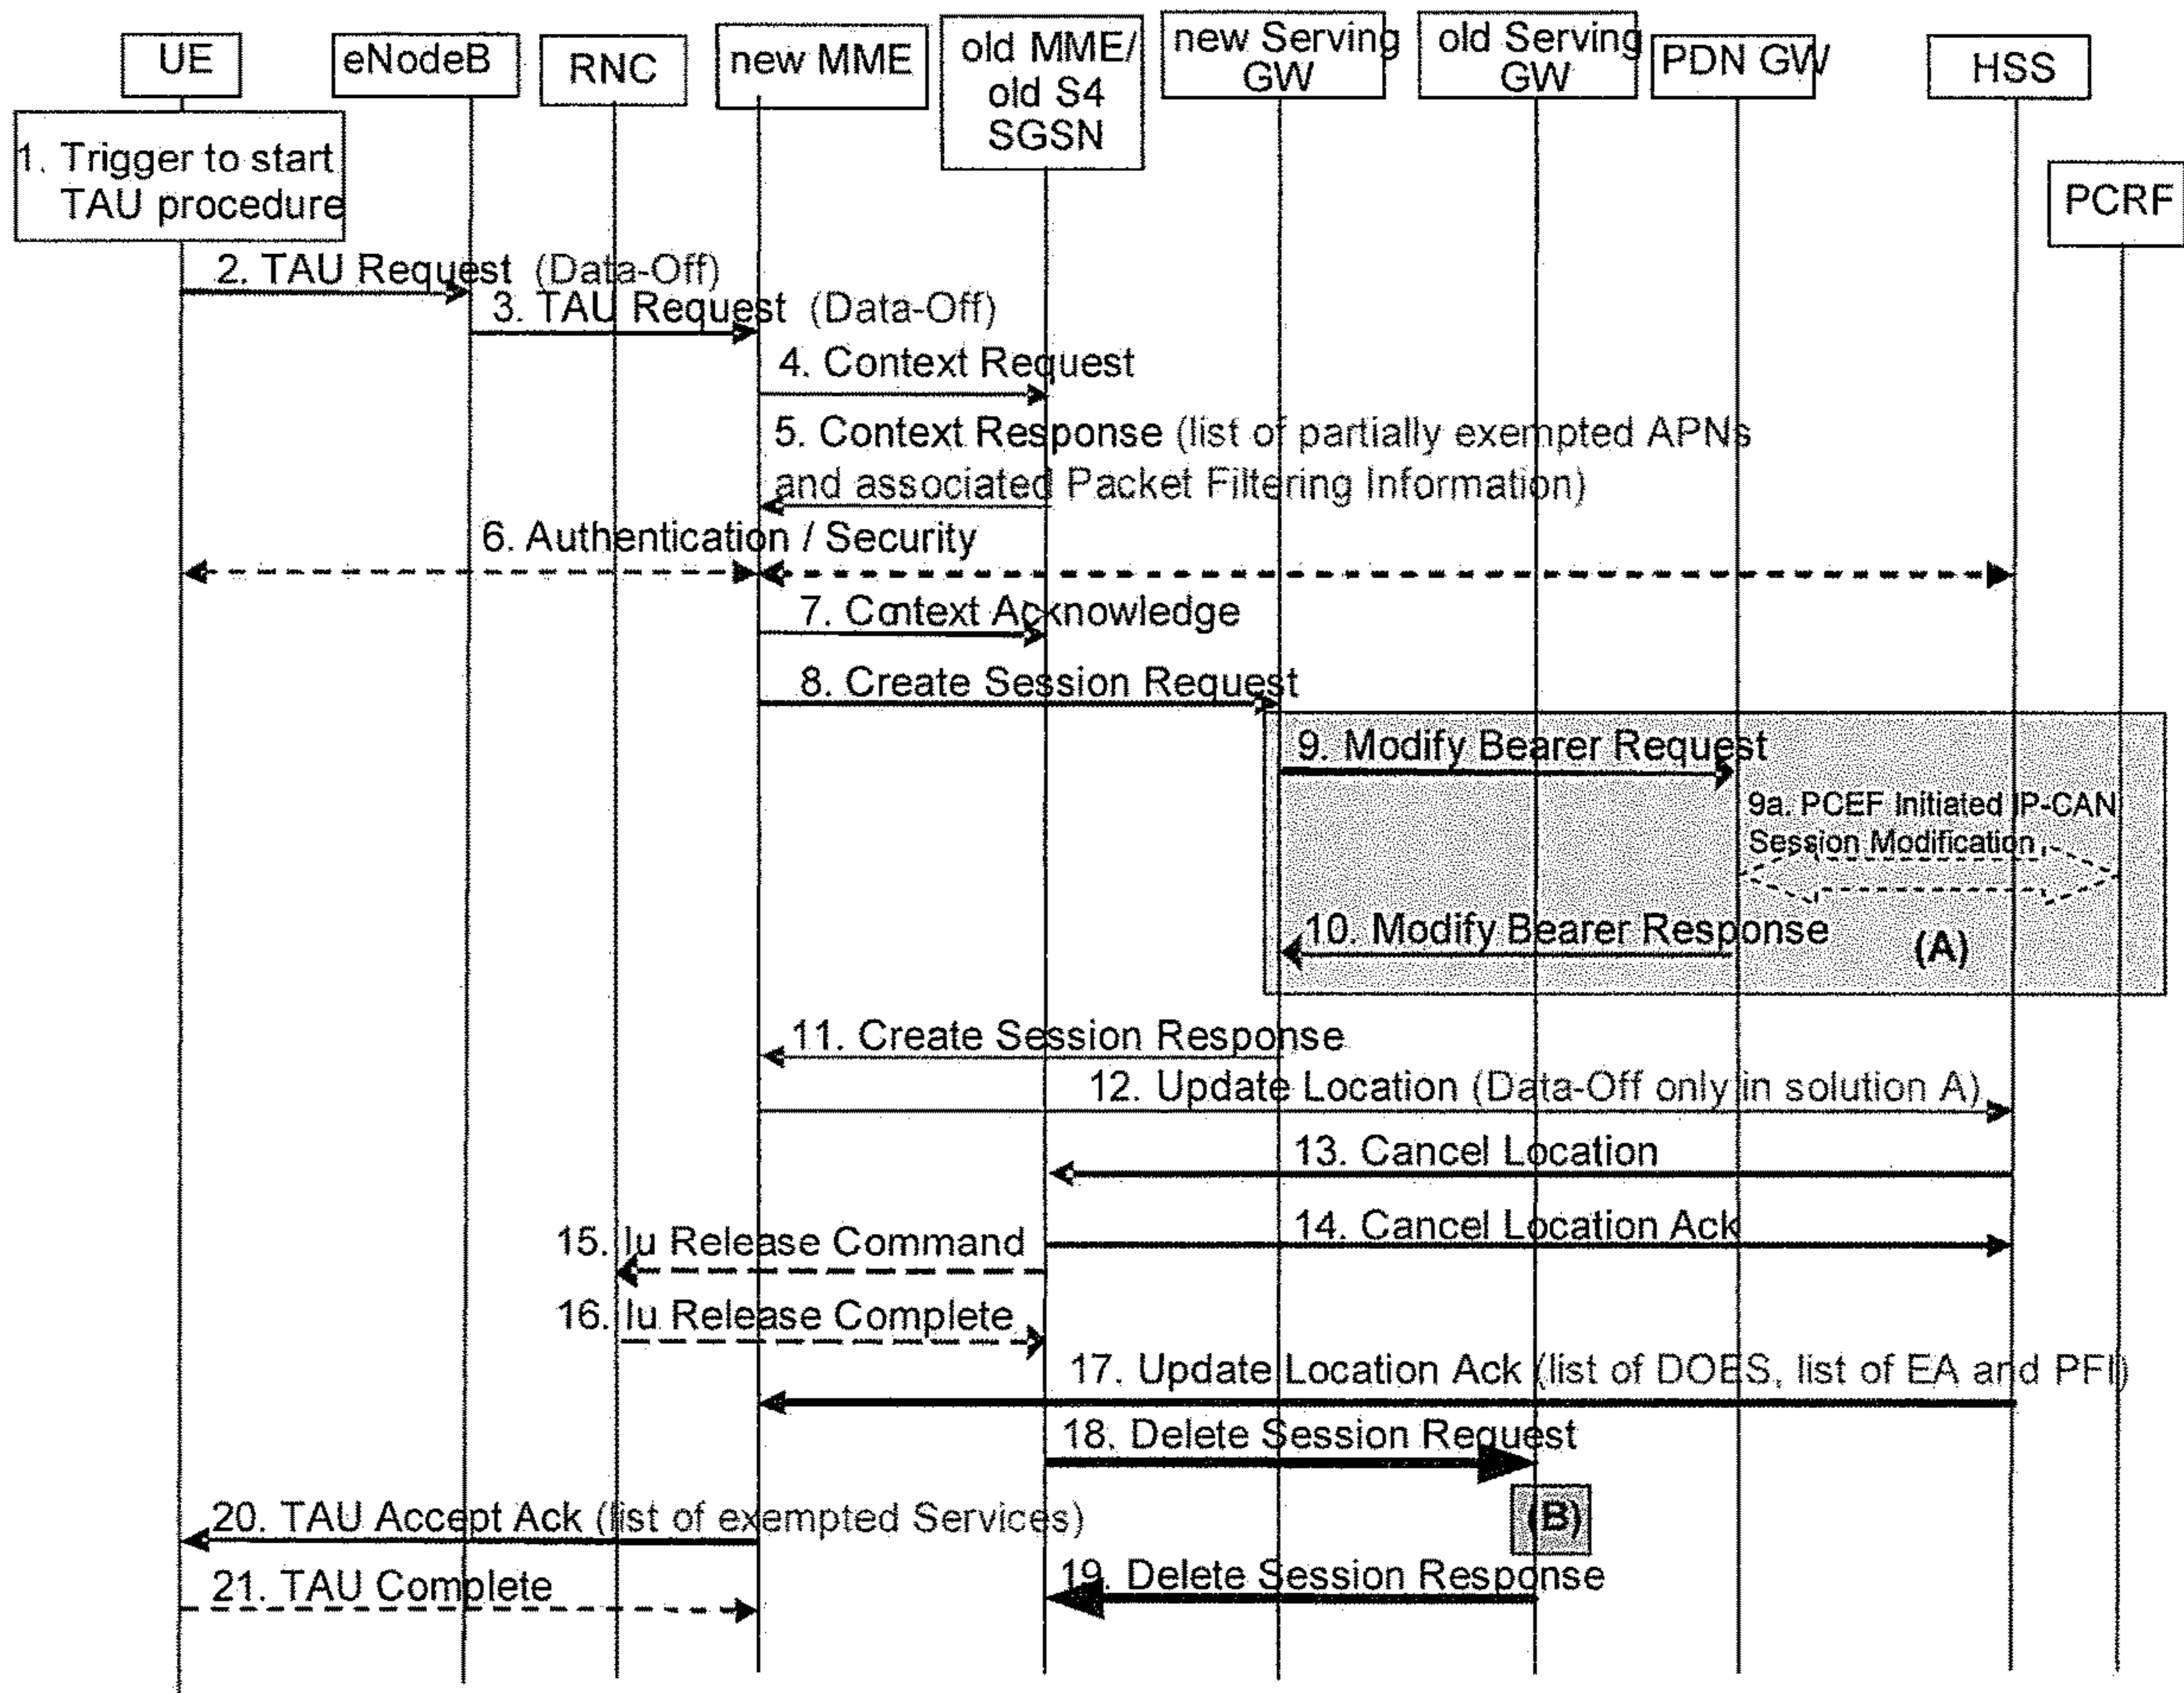 UE
eNodeB
RNC
new MME
old MME/
old S4
SGSN
new Serving
GW
old Serving
GW
PDN GW
HSS
PCRF
1. Trigger to start
TAU procedure
2. TAU Request (Data-Off)
3. TAU Request (Data-Off)
4. Context Request
5. Context Response (list of partially exempted APNs
and associated Packet Filtering Information)
6. Authentication / Security
7. Context Acknowledge
8. Create Session Request
9. Modify Bearer Request
9a. PCEF Initiated IP-CAN
Session Modification
10. Modify Bearer Response
(A)
11. Create Session Response
12. Update Location (Data-Off only in solution A)
13. Cancel Location
14. Cancel Location Ack
15. Iu Release Command
16. Iu Release Complete
17. Update Location Ack (list of DOES, list of EA and PFI)
18. Delete Session Request
(B)
20. TAU Accept Ack (list of exempted Services)
19. Delete Session Response
21. TAU Complete